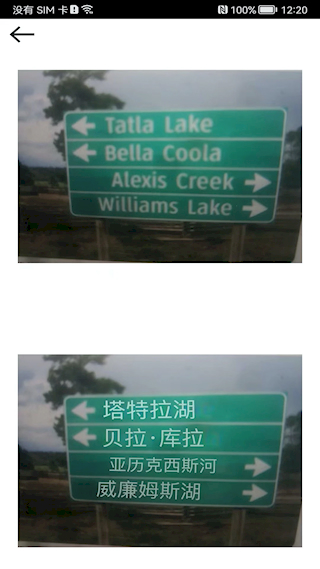 没有 SIM 卡 100% 12:20
Tatla Lake
Bella Coola
Alexis Creek
Williams Lake
塔特拉湖
贝拉·库拉
亚历克西斯河
威廉姆斯湖